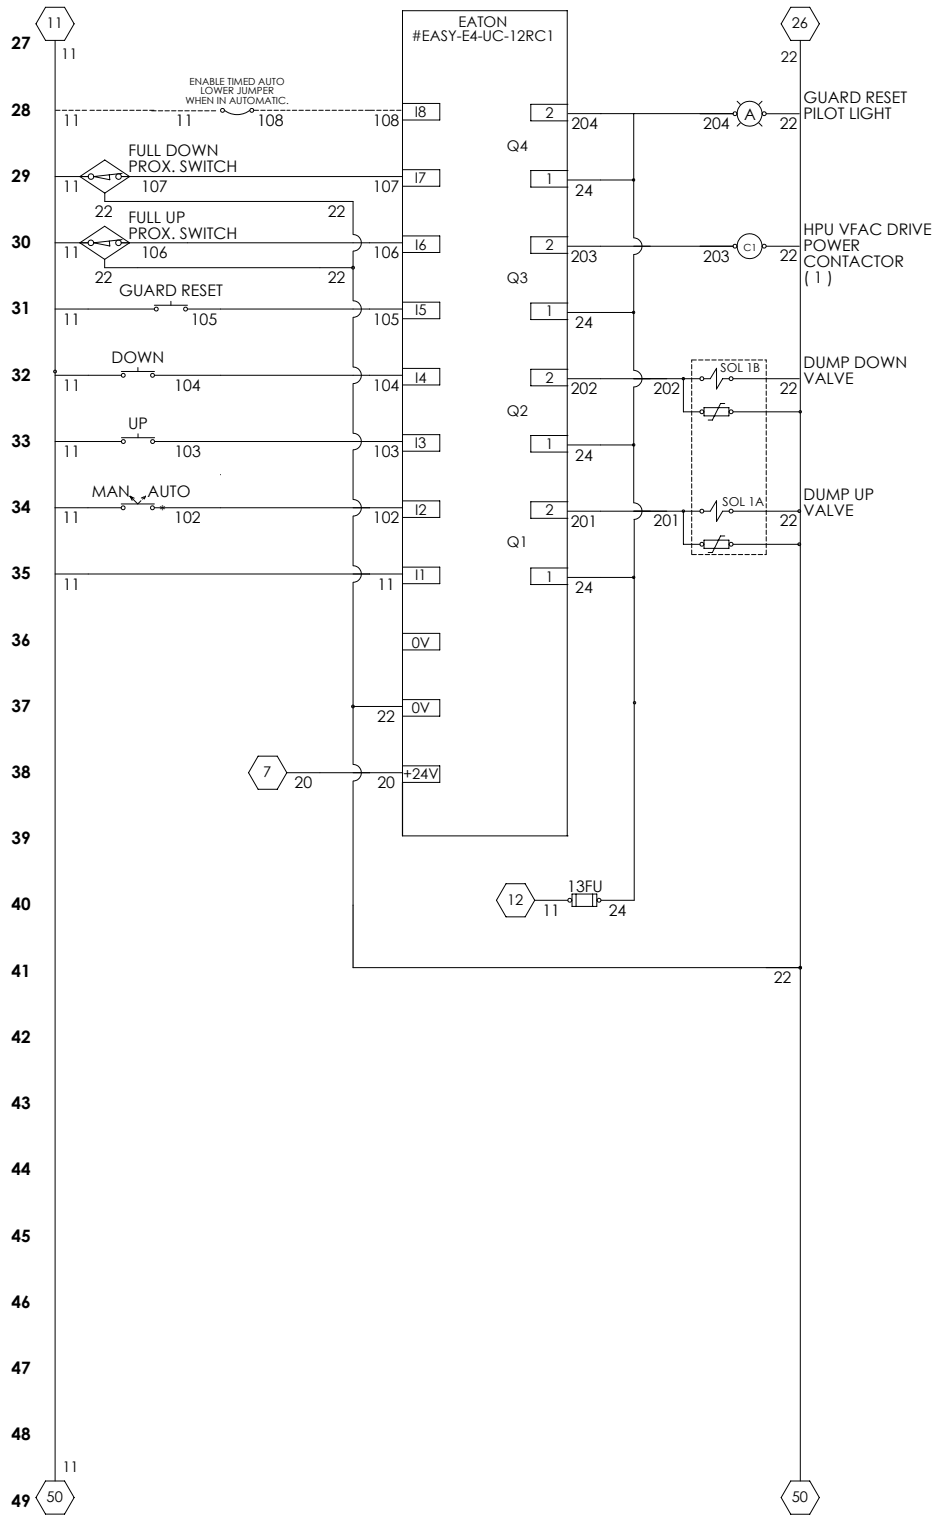 11
26
EATON
#EASY-E4-UC-12RC1
27
11
22
ENABLE TIMED AUTO
LOWER JUMPER
WHEN IN AUTOMATIC.
GUARD RESET
PILOT LIGHT
28
11
11
108
108
I8
2
204
204
A
22
Q4
FULL DOWN
PROX. SWITCH
29
11
107
107
I7
1
24
22
22
FULL UP
PROX. SWITCH
HPU VFAC DRIVE
POWER
CONTACTOR
( 1 )
30
11
106
106
I6
2
203
203
C1
22
22
22
Q3
GUARD RESET
31
11
105
105
I5
1
24
DOWN
SOL 1B
DUMP DOWN
VALVE
32
11
104
104
I4
2
202
202
22
Q2
UP
33
11
103
103
I3
1
24
MAN
AUTO
SOL 1A
DUMP UP
VALVE
34
11
102
102
I2
2
201
201
22
Q1
35
11
11
I1
1
24
36
0V
37
22
0V
38
7
20
20
+24V
39
40
12
11
13FU
24
41
22
42
43
44
45
46
47
48
11
49
50
50